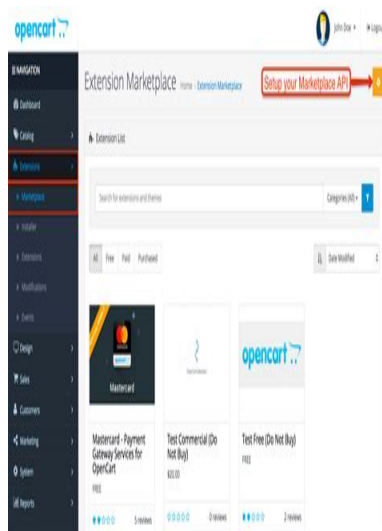 opencart
John Doe
Logout
NAVIGATION
Dashboard
Catalog
Extensions
Marketplace
Installer
Extensions
Modifications
Events
Design
Sales
Customers
Marketing
System
Reports
Extension Marketplace
Home
Extension Marketplace
Setup your Marketplace API
Extension List
Search for extensions and themes
Categories (All)
All Free Paid Purchased
Date Modified
Mastercard
opencart
Mastercard - Payment
Gateway Services for
OpenCart
FREE
5 reviews
Test Commercial (Do
Not Buy)
$20.00
0 reviews
Test Free (Do Not Buy)
FREE
2 reviews